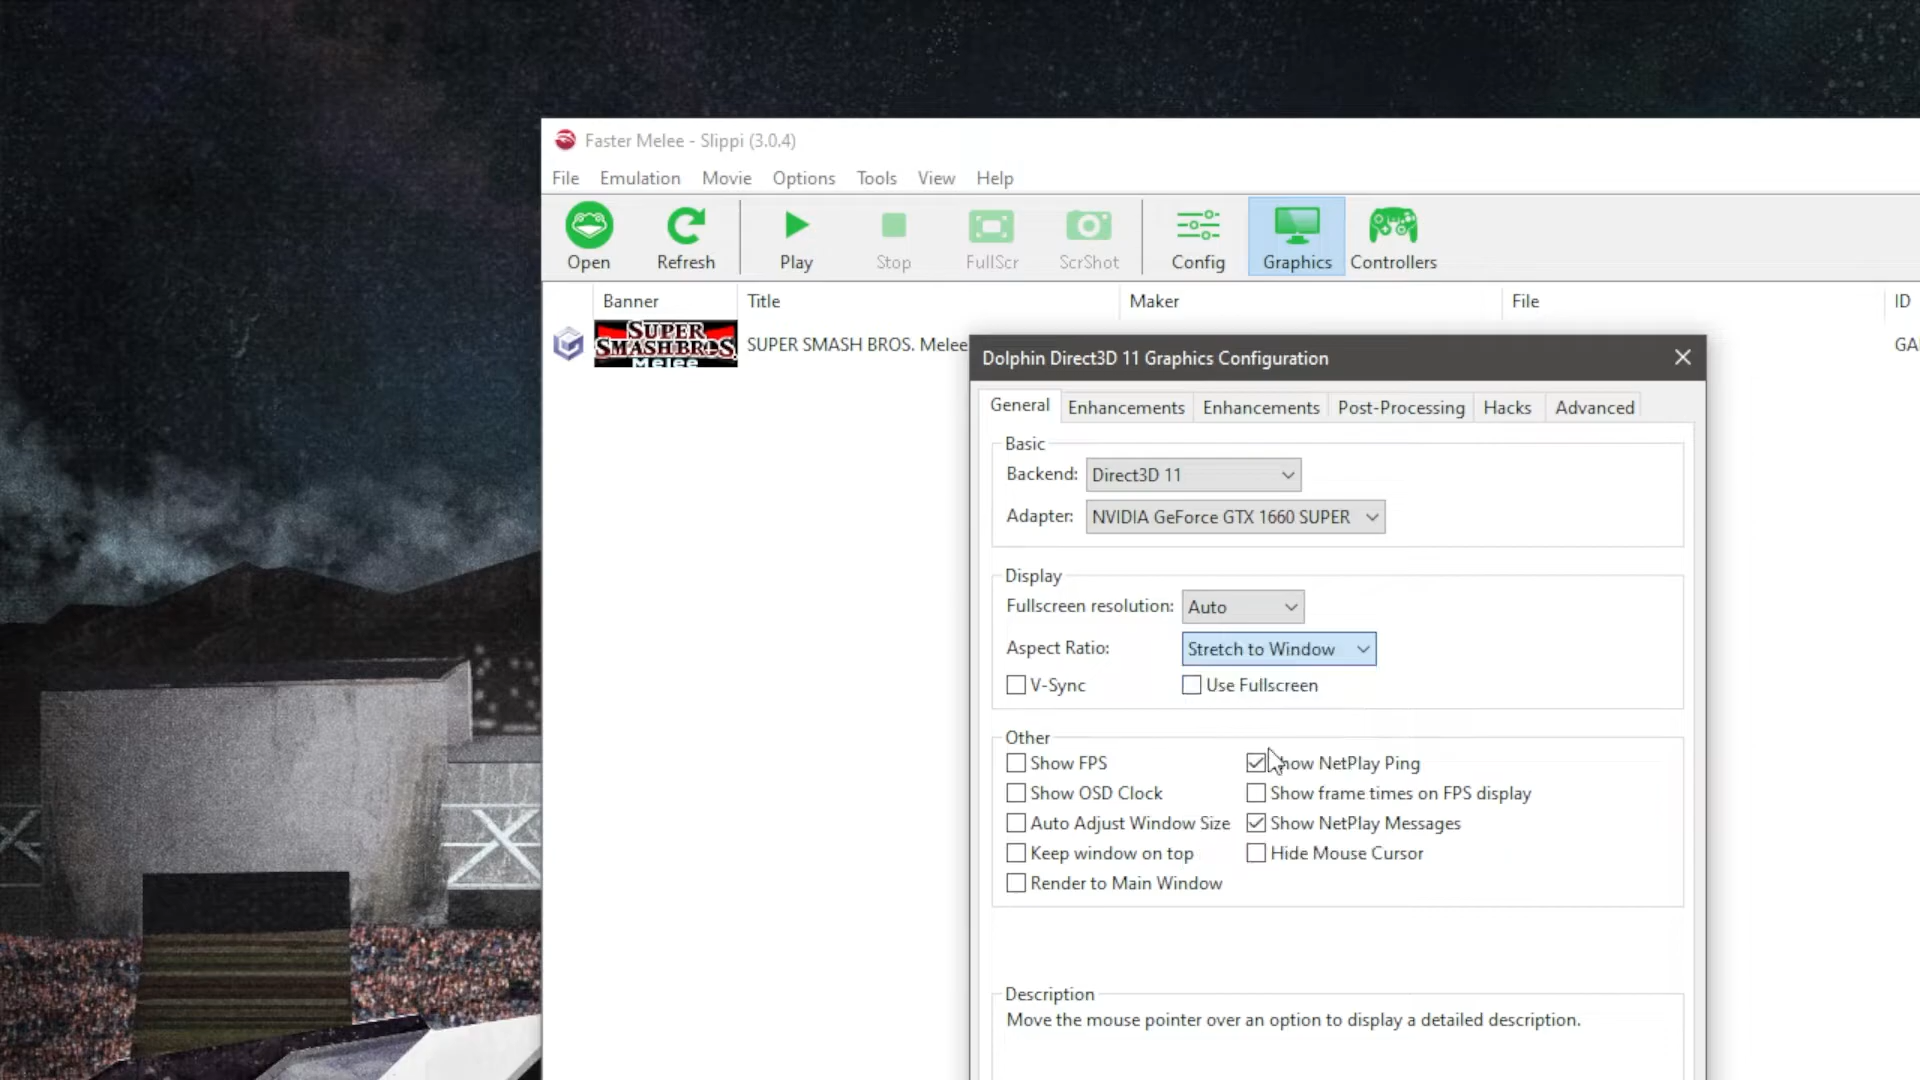 Faster Melee - Slippi (3.0.4)
File Emulation Movie Options Tools View Help
Open Refresh Play Stop FullScr ScrShot Config Graphics Controllers
Banner Title Maker File ID
SUPER
SMASH BROS.
Melee
SUPER SMASH BROS. Melee
GA
Dolphin Direct3D 11 Graphics Configuration
General Enhancements Enhancements Post-Processing Hacks Advanced
Basic
Backend: Direct3D 11
Adapter: NVIDIA GeForce GTX 1660 SUPER
Display
Fullscreen resolution: Auto
Aspect Ratio: Stretch to Window
V-Sync Use Fullscreen
Other
Show FPS Show NetPlay Ping
Show OSD Clock Show frame times on FPS display
Auto Adjust Window Size Show NetPlay Messages
Keep window on top Hide Mouse Cursor
Render to Main Window
Description
Move the mouse pointer over an option to display a detailed description.